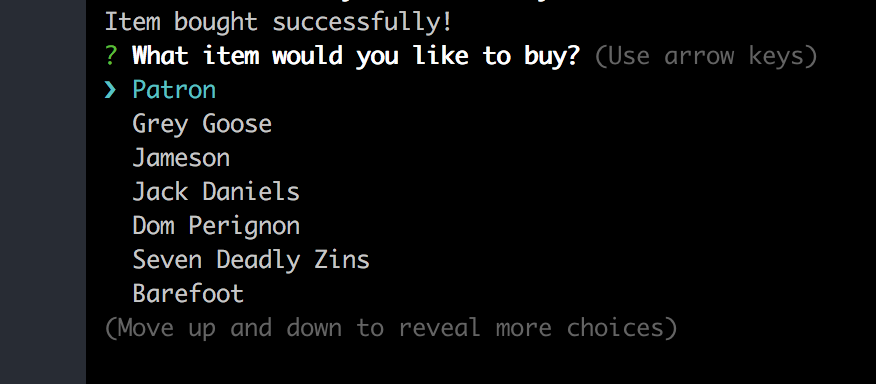 Item bought successfully!
? What item would you like to buy? (Use arrow keys)
❯ Patron
Grey Goose
Jameson
Jack Daniels
Dom Perignon
Seven Deadly Zins
Barefoot
(Move up and down to reveal more choices)